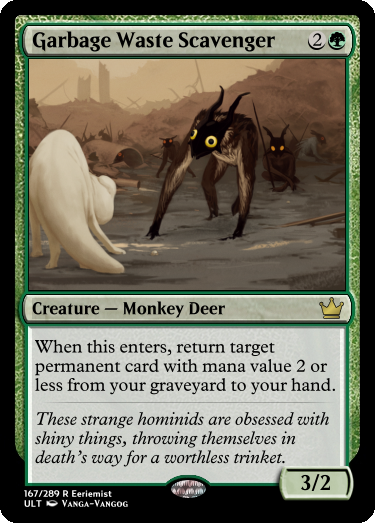 Garbage Waste Scavenger 2
Creature — Monkey Deer
When this enters, return target
permanent card with mana value 2 or
less from your graveyard to your hand.
These strange hominids are obsessed with
shiny things, throwing themselves in
death's way for a worthless trinket.
3/2
167/289 R Eeriemist
ULT Vanga-Vangog